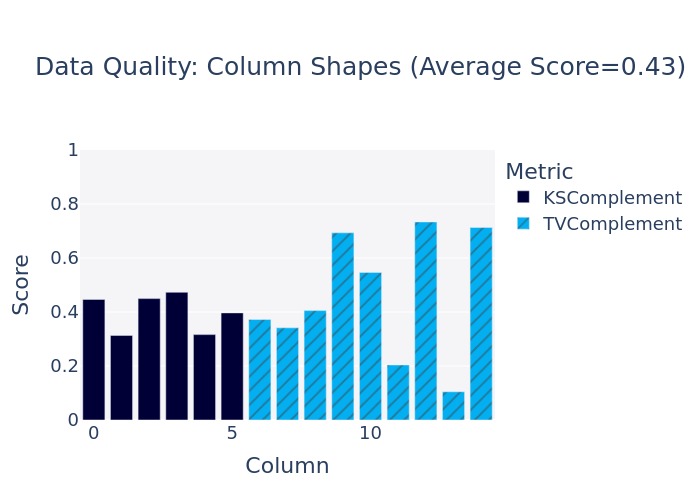 Data Quality: Column Shapes (Average Score=0.43)
1
0.8
0.6
0.4
0.2
0
Score
0 5 10
Column
Metric
KSComplement
TVComplement